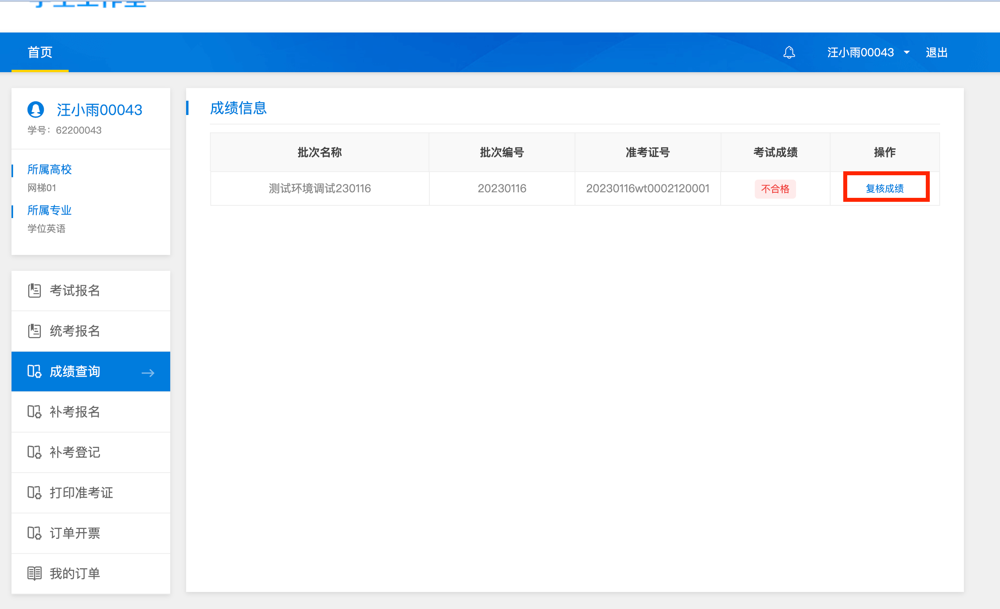 首页
汪小雨00043
退出
汪小雨00043
学号：62200043
所属高校
网梯01
所属专业
学位英语
考试报名
统考报名
成绩查询
补考报名
补考登记
打印准考证
订单开票
我的订单
成绩信息
批次名称 批次编号 准考证号 考试成绩 操作
测试环境调试230116 20230116 20230116wt0002120001 不合格 复核成绩